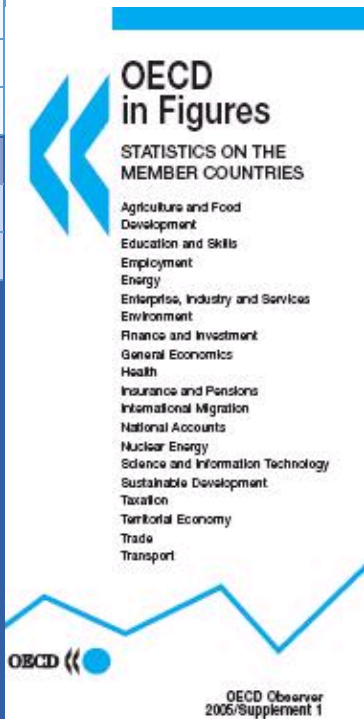 OECD
in Figures
STATISTICS ON THE
MEMBER COUNTRIES
Agriculture and Food
Development
Education and Skills
Employment
Energy
Enterprise, Industry and Services
Environment
Finance and Investment
General Economics
Health
Insurance and Pensions
International Migration
National Accounts
Nuclear Energy
Science and Information Technology
Sustainable Development
Taxation
Territorial Economy
Trade
Transport
OECD
OECD Observer
2005/Supplement 1